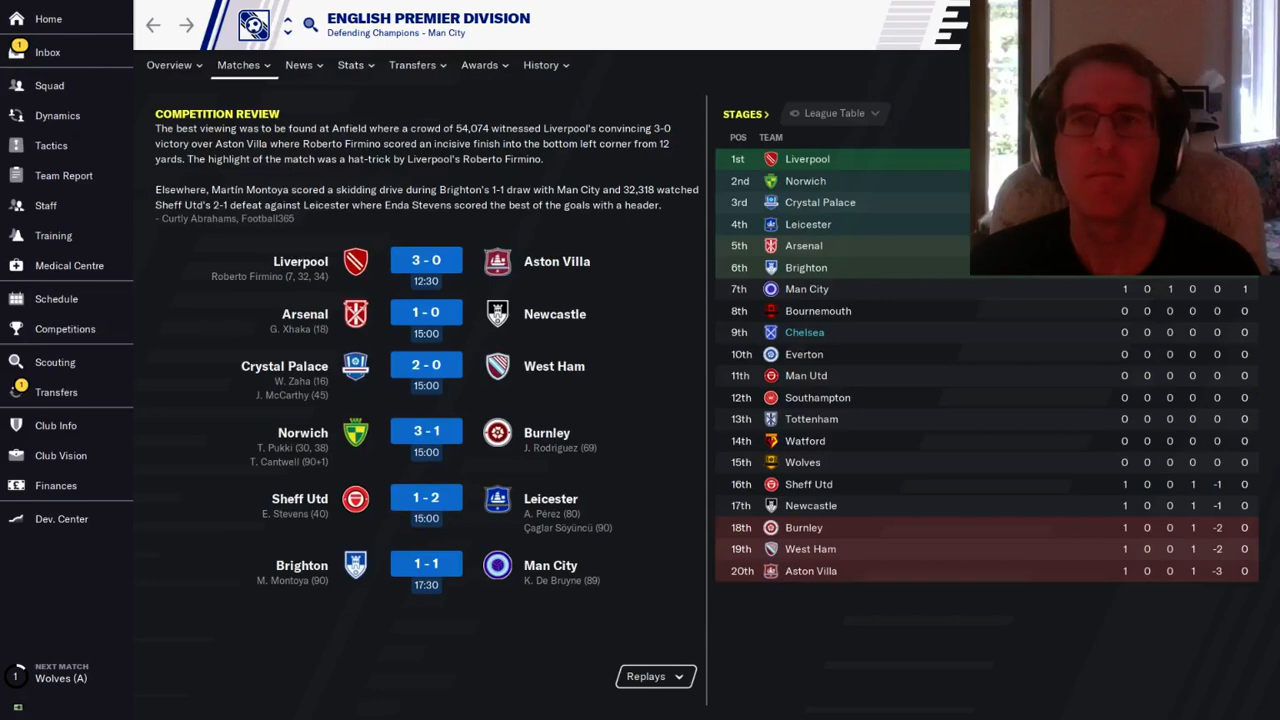 Home
1
Inbox
Squad
Dynamics
Tactics
Team Report
Staff
Training
Medical Centre
Schedule
Competitions
Scouting
1
Transfers
Club Info
Club Vision
Finances
Dev. Center
1
NEXT MATCH
Wolves (A)
ENGLISH PREMIER DIVISION
Defending Champions - Man City
Overview
Matches
News
Stats
Transfers
Awards
History
COMPETITION REVIEW
The best viewing was to be found at Anfield where a crowd of 54,074 witnessed Liverpool's convincing 3-0
victory over Aston Villa where Roberto Firmino scored an incisive finish into the bottom left corner from 12
yards. The highlight of the match was a hat-trick by Liverpool's Roberto Firmino.
Elsewhere, Martín Montoya scored a skidding drive during Brighton's 1-1 draw with Man City and 32,318 watched
Sheff Utd's 2-1 defeat against Leicester where Enda Stevens scored the best of the goals with a header.
- Curtly Abrahams, Football365
Liverpool 3 - 0 Aston Villa
Roberto Firmino (7, 32, 34) 12:30
Arsenal 1 - 0 Newcastle
G. Xhaka (18) 15:00
Crystal Palace 2 - 0 West Ham
W. Zaha (16) 15:00
J. McCarthy (45)
Norwich 3 - 1 Burnley
T. Pukki (30, 38) 15:00 J. Rodriguez (69)
T. Cantwell (90+1)
Sheff Utd 1 - 2 Leicester
E. Stevens (40) 15:00 A. Pérez (80)
Çağlar Söyüncü (90)
Brighton 1 - 1 Man City
M. Montoya (90) 17:30 K. De Bruyne (89)
Replays
STAGES> League Table
POS TEAM
1st Liverpool
2nd Norwich
3rd Crystal Palace
4th Leicester
5th Arsenal
6th Brighton
7th Man City 1 0 1 0 0 1
8th Bournemouth 0 0 0 0 0 0
9th Chelsea 0 0 0 0 0 0
10th Everton 0 0 0 0 0 0
11th Man Utd 0 0 0 0 0 0
12th Southampton 0 0 0 0 0 0
13th Tottenham 0 0 0 0 0 0
14th Watford 0 0 0 0 0 0
15th Wolves 0 0 0 0 0 0
16th Sheff Utd 1 0 0 1 -1 0
17th Newcastle 1 0 0 1 -1 0
18th Burnley 1 0 0 1 -2 0
19th West Ham 1 0 0 1 -2 0
20th Aston Villa 1 0 0 1 -3 0